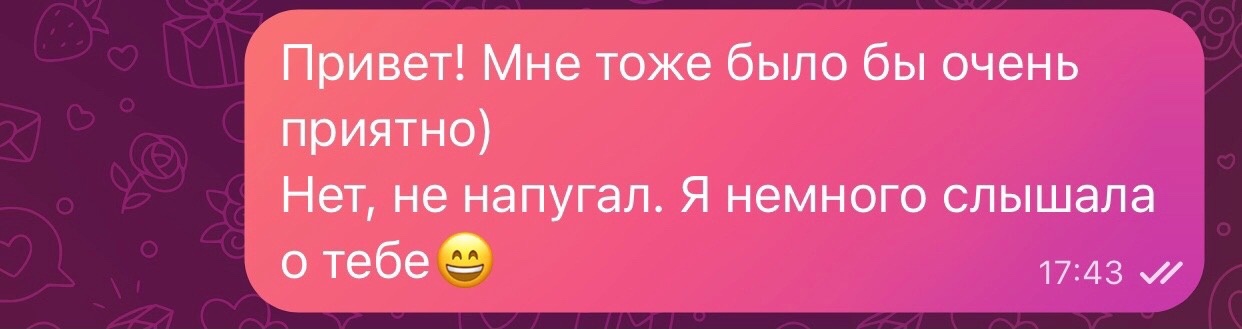 Привет! Мне тоже было бы очень
приятно)
Нет, не напугал. Я немного слышала
о тебе😄
17:43